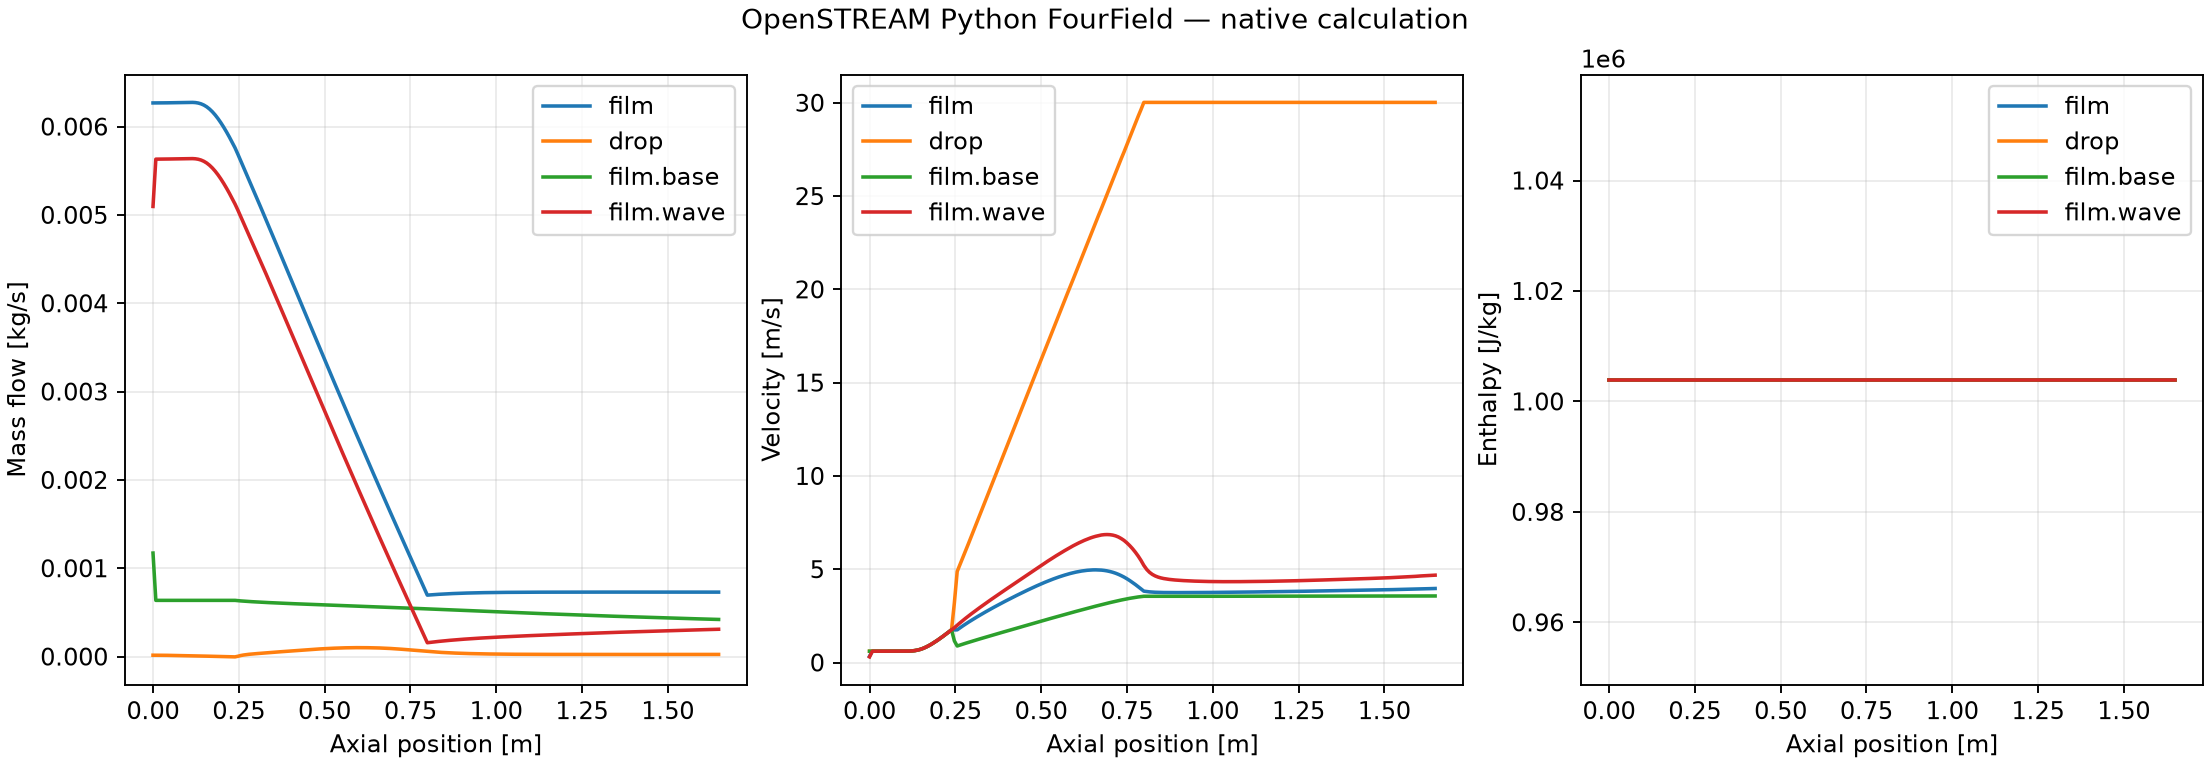 OpenSTREAM Python FourField — native calculation
Mass flow [kg/s]
0.006
0.005
0.004
0.003
0.002
0.001
0.000
film
drop
film.base
film.wave
0.00 0.25 0.50 0.75 1.00 1.25 1.50
Axial position [m]
Velocity [m/s]
30
25
20
15
10
5
0
film
drop
film.base
film.wave
0.00 0.25 0.50 0.75 1.00 1.25 1.50
Axial position [m]
1e6
Enthalpy [J/kg]
1.04
1.02
1.00
0.98
0.96
film
drop
film.base
film.wave
0.00 0.25 0.50 0.75 1.00 1.25 1.50
Axial position [m]